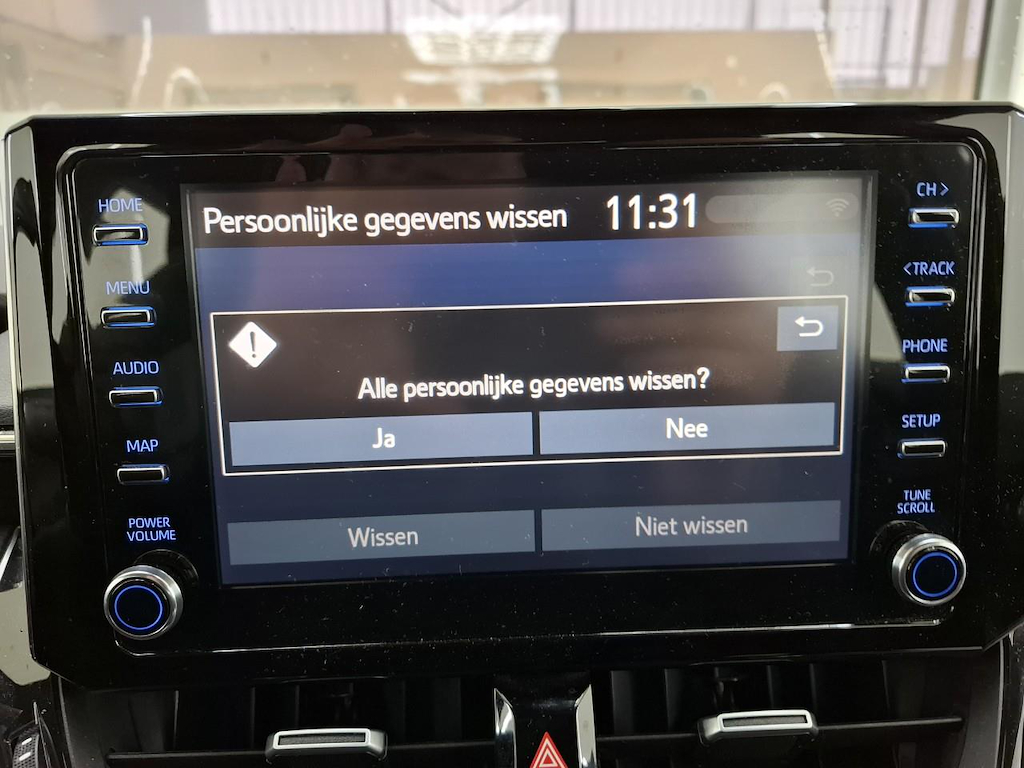 HOME
MENU
AUDIO
MAP
POWER
VOLUME
Persoonlijke gegevens wissen 11:31
Alle persoonlijke gegevens wissen?
Ja Nee
Wissen Niet wissen
CH >
< TRACK
PHONE
SETUP
TUNE
SCROLL